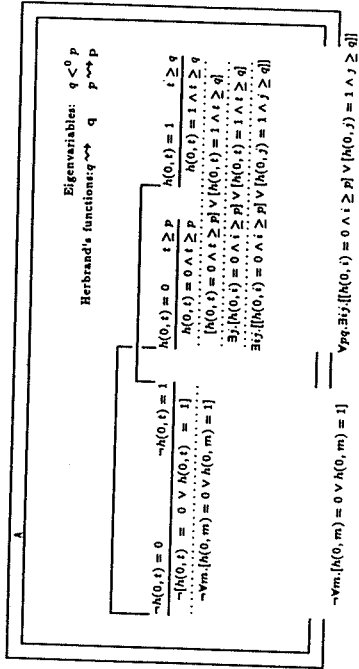 A
Eigenvariables: q <⁰ p
Herbrand's functions: q ⇝ q p ⇝ p
¬h(0,t) = 0 ¬h(0,t) = 1 h(0,t) = 0 t ≥ p h(0,t) = 1 t ≥ q
¬[h(0,t) = 0 ∨ h(0,t) = 1] h(0,t) = 0 ∧ t ≥ p h(0,t) = 1 ∧ t ≥ q
¬∀m.[h(0,m) = 0 ∨ h(0,m) = 1] [h(0,t) = 0 ∧ t ≥ p] ∨ [h(0,t) = 1 ∧ t ≥ q]
∃j.[h(0,t) = 0 ∧ t ≥ p] ∨ [h(0,t) = 1 ∧ t ≥ q]
∃ij.[[h(0,i) = 0 ∧ i ≥ p] ∨ [h(0,j) = 1 ∧ j ≥ q]]
¬∀m.[h(0,m) = 0 ∨ h(0,m) = 1] ∀pq.∃ij.[[h(0,i) = 0 ∧ i ≥ p] ∨ [h(0,j) = 1 ∧ j ≥ q]]